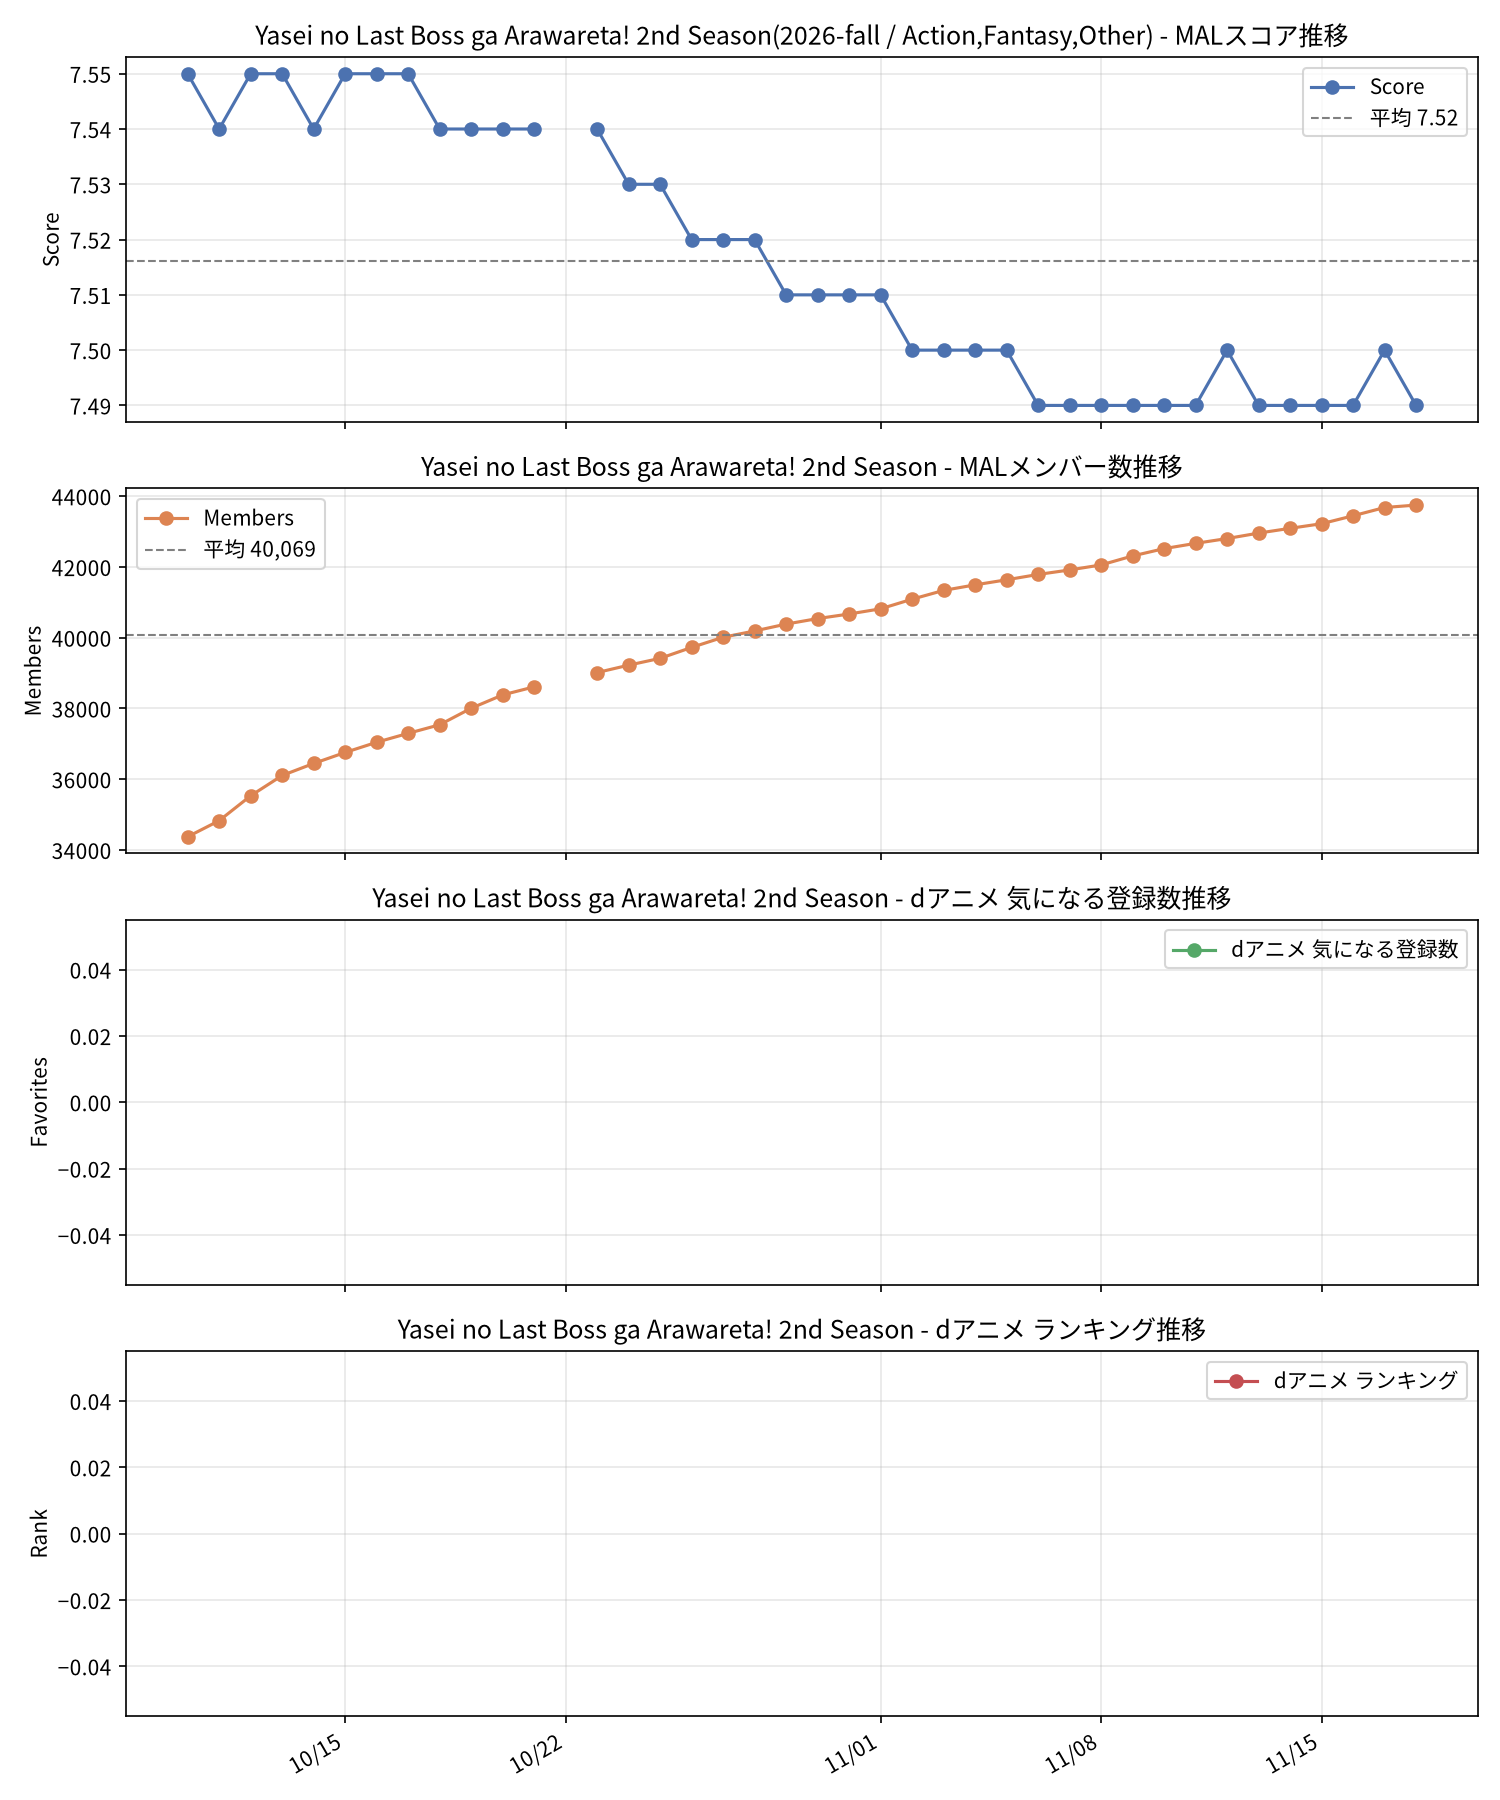 Yasei no Last Boss ga Arawareta! 2nd Season(2026-fall / Action,Fantasy,Other) - MALスコア推移
Score
7.55
7.54
7.53
7.52
7.51
7.50
7.49
Score
平均 7.52
Yasei no Last Boss ga Arawareta! 2nd Season - MALメンバー数推移
Members
44000
42000
40000
38000
36000
34000
Members
平均 40,069
Yasei no Last Boss ga Arawareta! 2nd Season - dアニメ 気になる登録数推移
Favorites
0.04
0.02
0.00
−0.02
−0.04
dアニメ 気になる登録数
Yasei no Last Boss ga Arawareta! 2nd Season - dアニメ ランキング推移
Rank
0.04
0.02
0.00
−0.02
−0.04
dアニメ ランキング
10/15
10/22
11/01
11/08
11/15